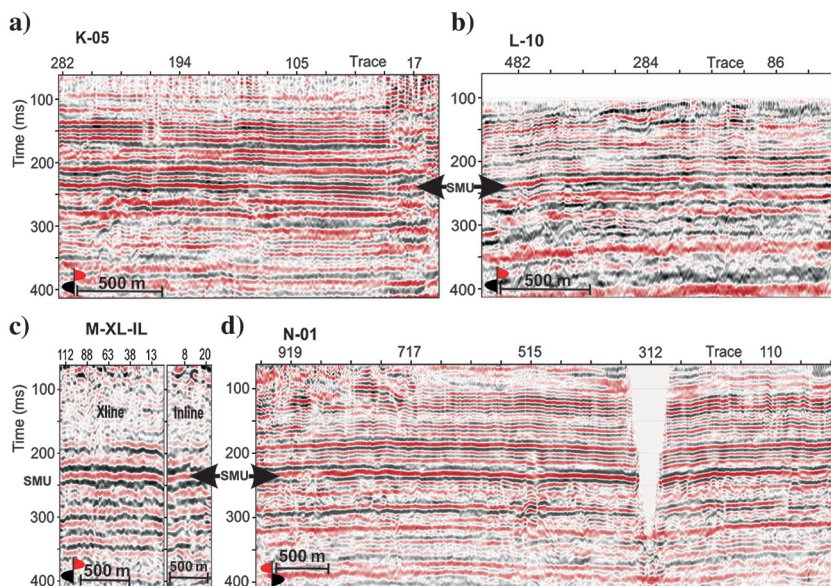 a) K-05
282 194 105 Trace 17
Time (ms)
100
200
300
400
500 m
SMU
b) L-10
482 284 Trace 86
100
200
300
400
500 m
c) M-XL-IL
112 88 63 38 13 8 20
Time (ms)
100
200
SMU
300
400
Xline
Inline
500 m
500 m
SMU
d) N-01
919 717 515 312 Trace 110
100
200
300
400
500 m